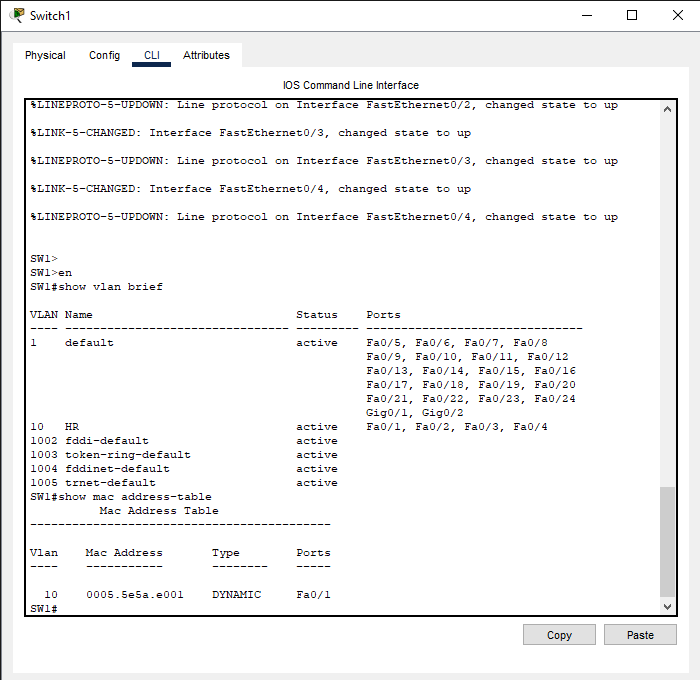 Switch1
Physical Config CLI Attributes
IOS Command Line Interface
%LINEPROTO-5-UPDOWN: Line protocol on Interface FastEthernet0/2, changed state to up
%LINK-5-CHANGED: Interface FastEthernet0/3, changed state to up
%LINEPROTO-5-UPDOWN: Line protocol on Interface FastEthernet0/3, changed state to up
%LINK-5-CHANGED: Interface FastEthernet0/4, changed state to up
%LINEPROTO-5-UPDOWN: Line protocol on Interface FastEthernet0/4, changed state to up
SW1>
SW1>en
SW1#show vlan brief
VLAN Name                             Status    Ports
---- -------------------------------- --------- -------------------------------
1    default                          active    Fa0/5, Fa0/6, Fa0/7, Fa0/8
                                                Fa0/9, Fa0/10, Fa0/11, Fa0/12
                                                Fa0/13, Fa0/14, Fa0/15, Fa0/16
                                                Fa0/17, Fa0/18, Fa0/19, Fa0/20
                                                Fa0/21, Fa0/22, Fa0/23, Fa0/24
                                                Gig0/1, Gig0/2
10   HR                               active    Fa0/1, Fa0/2, Fa0/3, Fa0/4
1002 fddi-default                     active
1003 token-ring-default               active
1004 fddinet-default                  active
1005 trnet-default                    active
SW1#show mac address-table
          Mac Address Table
-------------------------------------------
Vlan    Mac Address       Type        Ports
----    -----------       --------    -----
  10    0005.5e5a.e001    DYNAMIC     Fa0/1
SW1#
Copy Paste